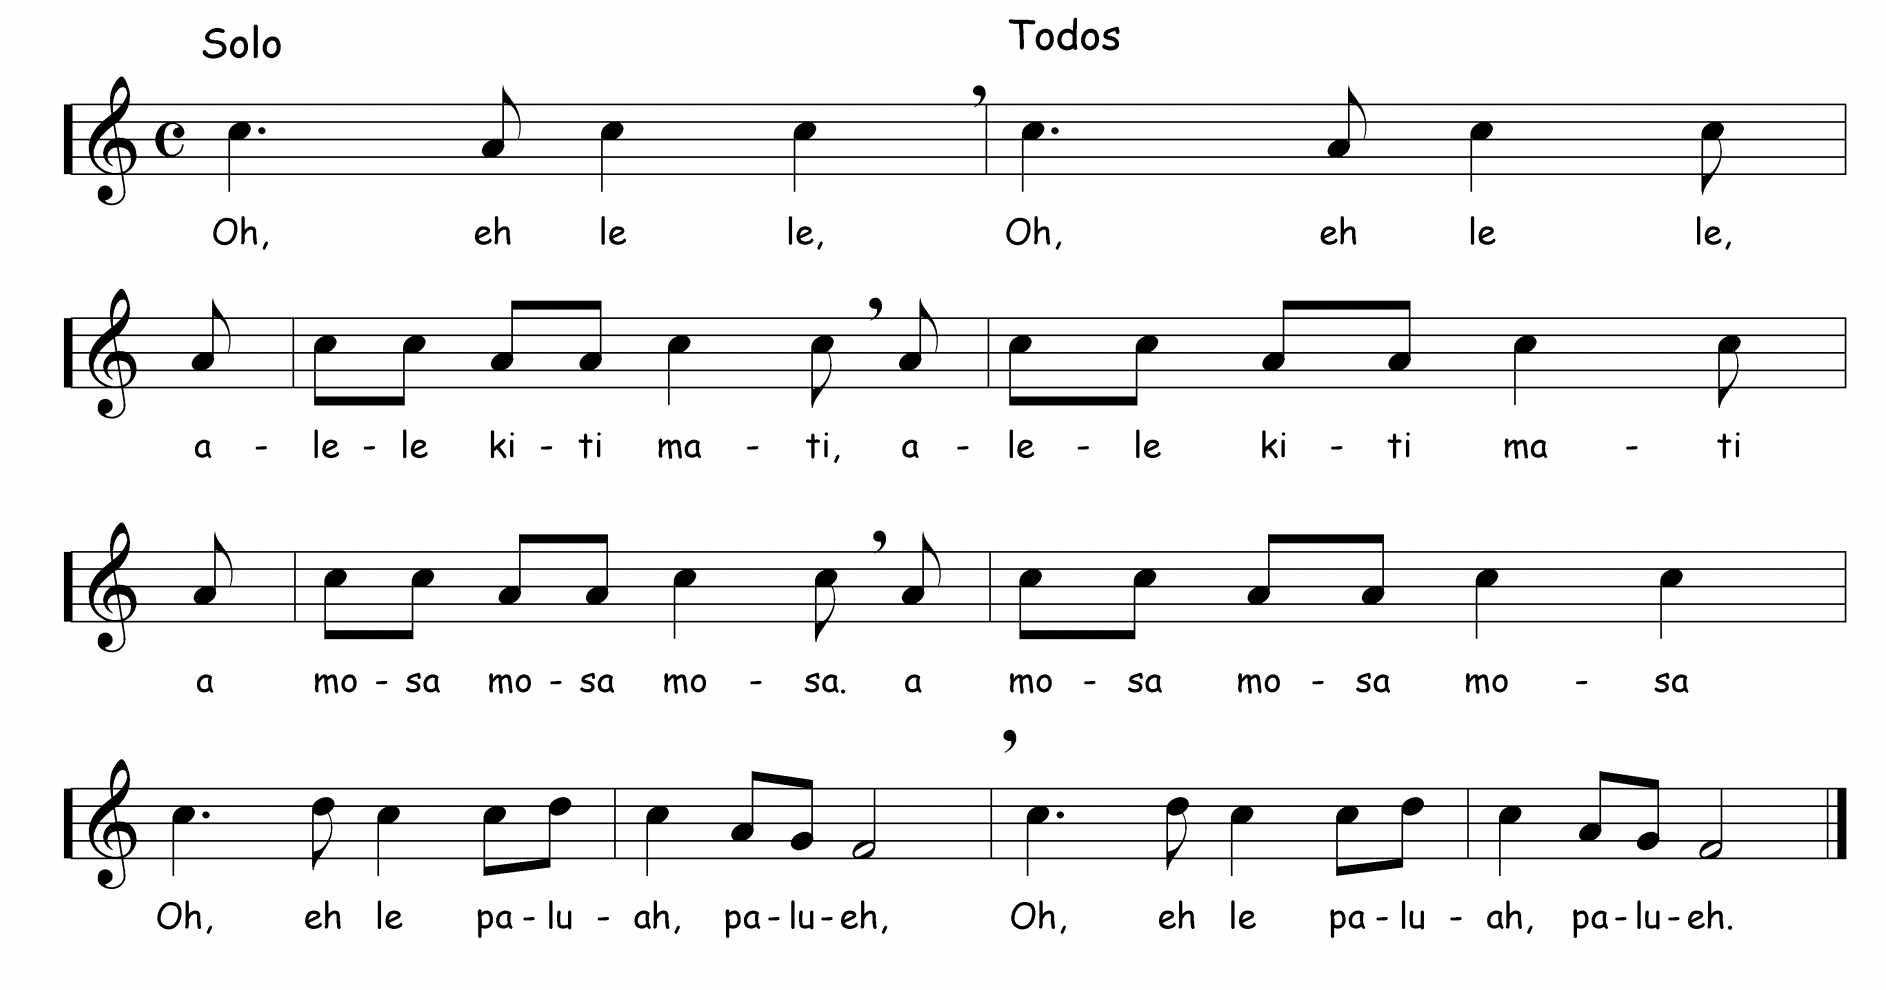 Solo Todos
Oh, eh le le, Oh, eh le le,
a - le - le ki - ti ma - ti, a - le - le ki - ti ma - ti
a mo - sa mo - sa mo - sa. a mo - sa mo - sa mo - sa
Oh, eh le pa - lu - ah, pa - lu - eh, Oh, eh le pa - lu - ah, pa - lu - eh.